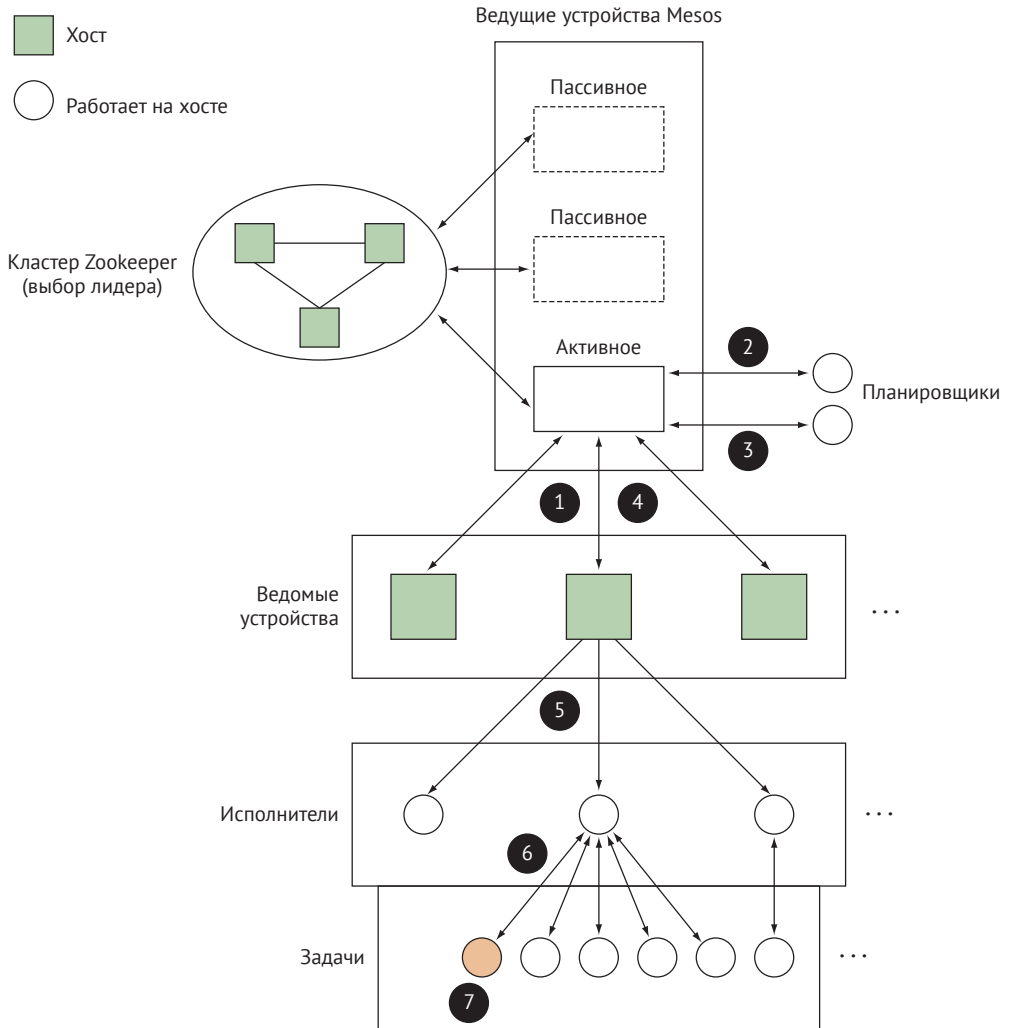 Ведущие устройства Mesos
Хост
Работает на хосте
Пассивное
Пассивное
Кластер Zookeeper
(выбор лидера)
Активное
2
Планировщики
3
1
4
Ведомые
устройства
...
5
Исполнители
...
6
Задачи
...
7